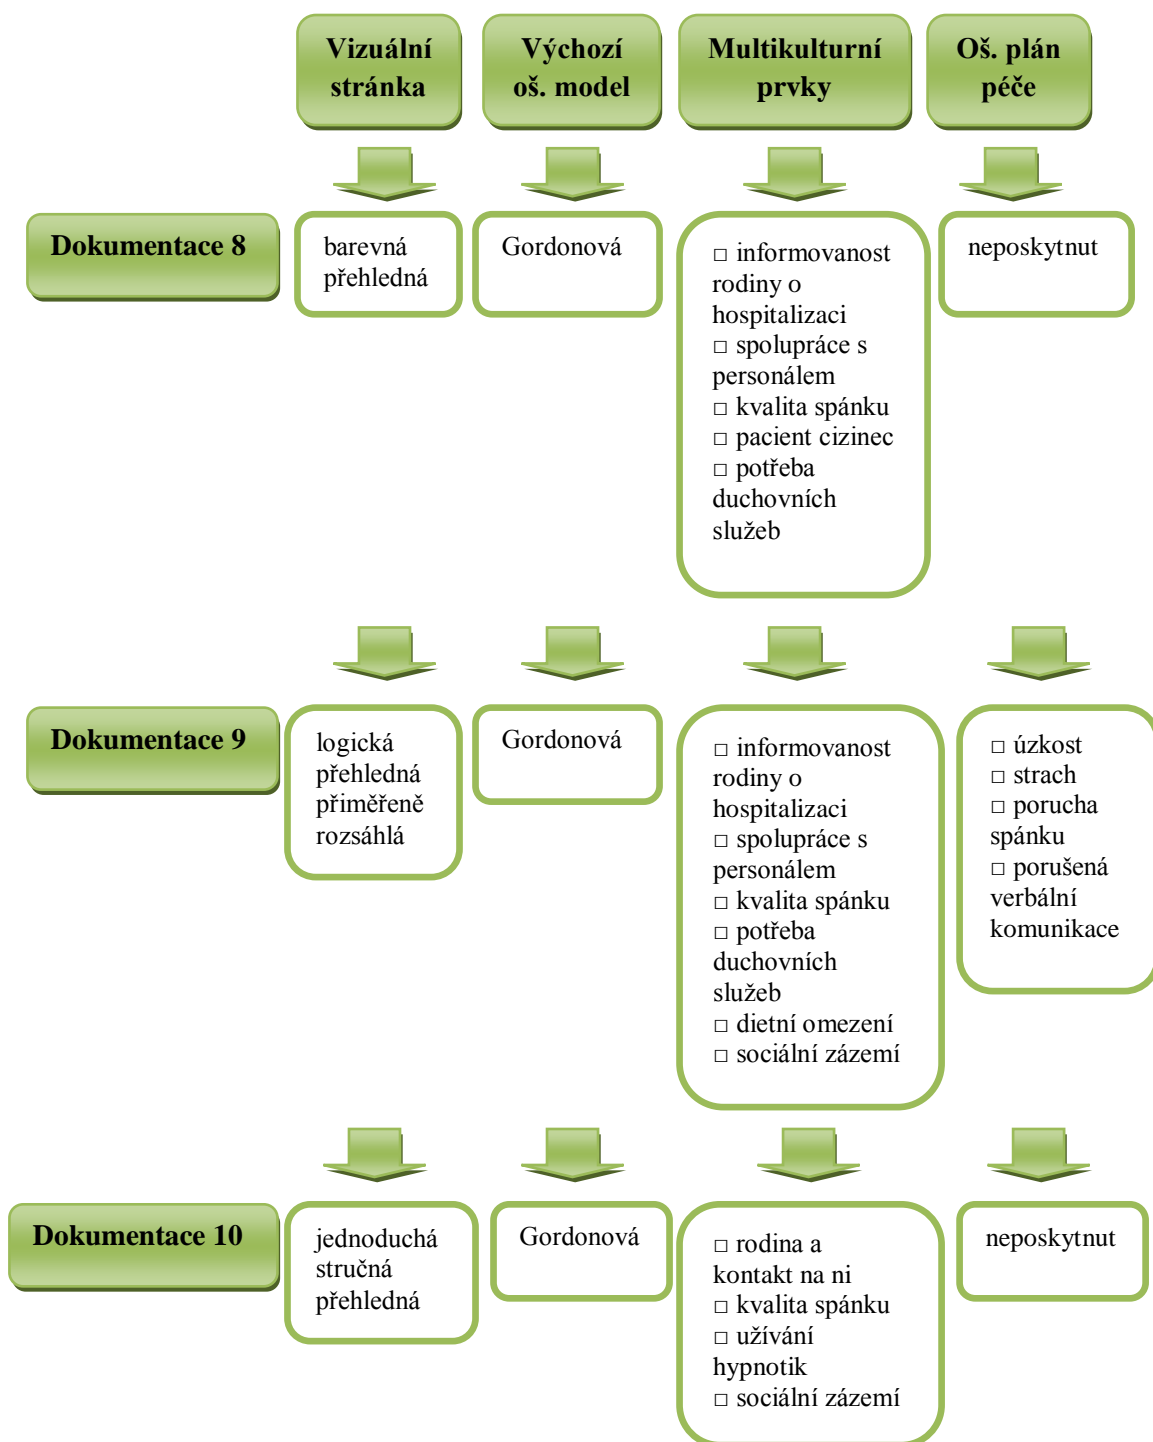 Vizuální
stránka
Výchozí
oš. model
Multikulturní
prvky
Oš. plán
péče
Dokumentace 8
barevná
přehledná
Gordonová
□ informovanost
rodiny o
hospitalizaci
□ spolupráce s
personálem
□ kvalita spánku
□ pacient cizinec
□ potřeba
duchovních
služeb
neposkytnut
Dokumentace 9
logická
přehledná
přiměřeně
rozsáhlá
Gordonová
□ informovanost
rodiny o
hospitalizaci
□ spolupráce s
personálem
□ kvalita spánku
□ potřeba
duchovních
služeb
□ dietní omezení
□ sociální zázemí
□ úzkost
□ strach
□ porucha
spánku
□ porušená
verbální
komunikace
Dokumentace 10
jednoduchá
stručná
přehledná
Gordonová
□ rodina a
kontakt na ni
□ kvalita spánku
□ užívání
hypnotik
□ sociální zázemí
neposkytnut